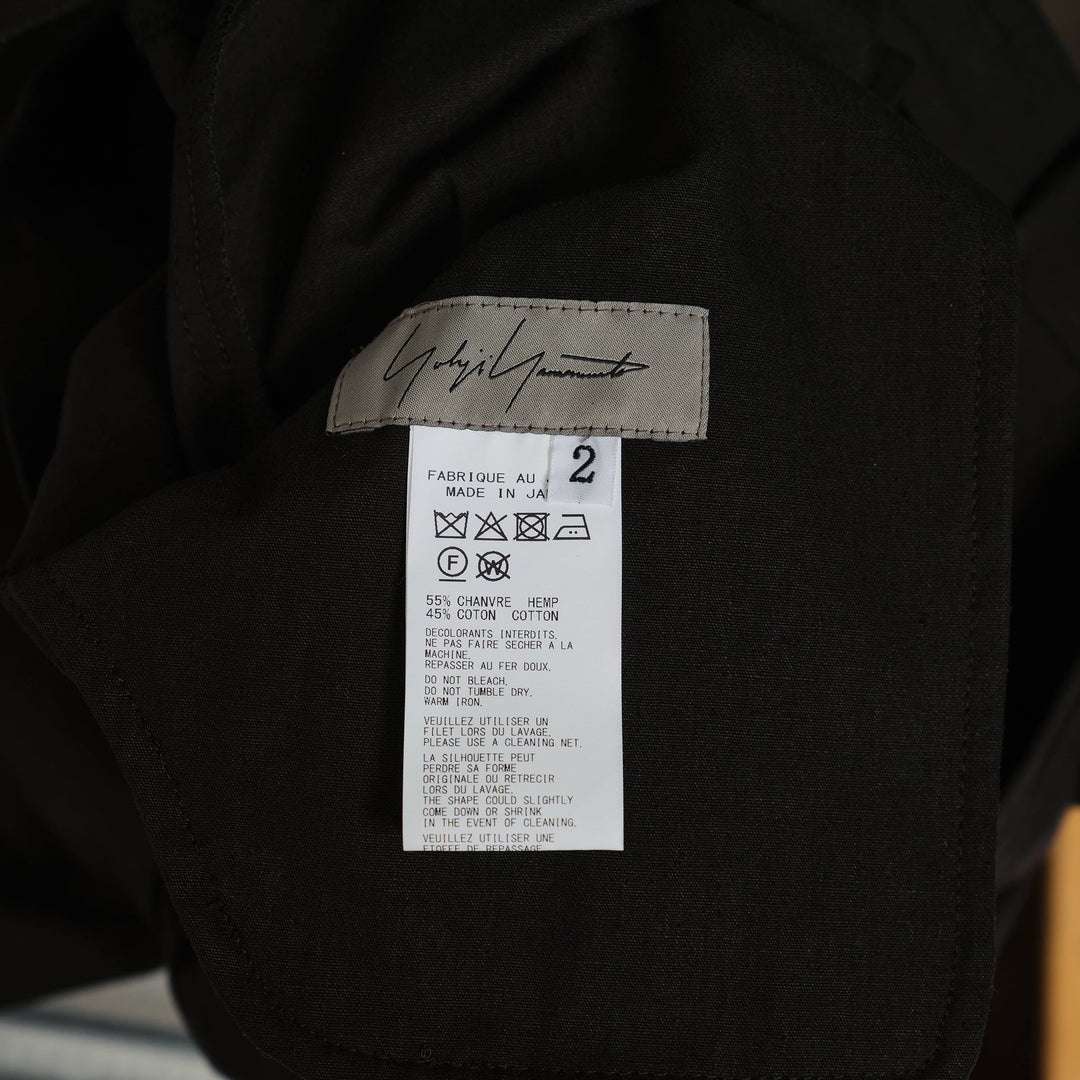 Yohji Yamamoto
2
FABRIQUE AU J
MADE IN JA
F
W
55% CHANVRE HEMP
45% COTON COTTON
DECOLORANTS INTERDITS.
NE PAS FAIRE SECHER A LA
MACHINE.
REPASSER AU FER DOUX.
DO NOT BLEACH.
DO NOT TUMBLE DRY.
WARM IRON.
VEUILLEZ UTILISER UN
FILET LORS DU LAVAGE.
PLEASE USE A CLEANING NET.
LA SILHOUETTE PEUT
PERDRE SA FORME
ORIGINALE OU RETRECIR
LORS DU LAVAGE.
THE SHAPE COULD SLIGHTLY
COME DOWN OR SHRINK
IN THE EVENT OF CLEANING.
VEUILLEZ UTILISER UNE
ETOFFE DE REPASSAGE